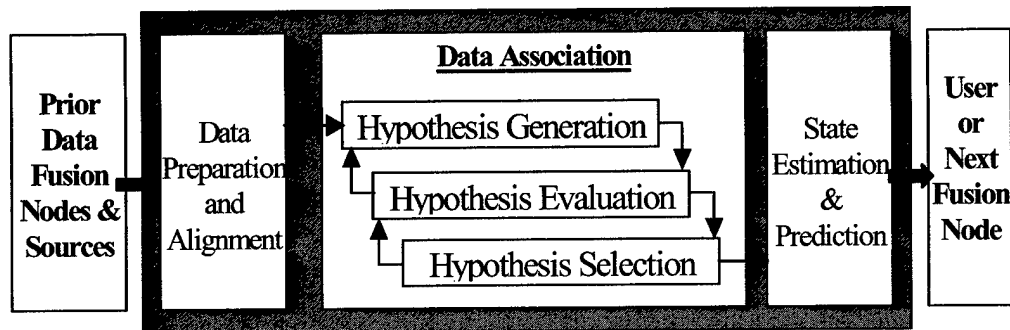 Prior
Data
Fusion
Nodes &
Sources
Data
Preparation
and
Alignment
Data Association
Hypothesis Generation
Hypothesis Evaluation
Hypothesis Selection
State
Estimation
&
Prediction
User
or
Next
Fusion
Node